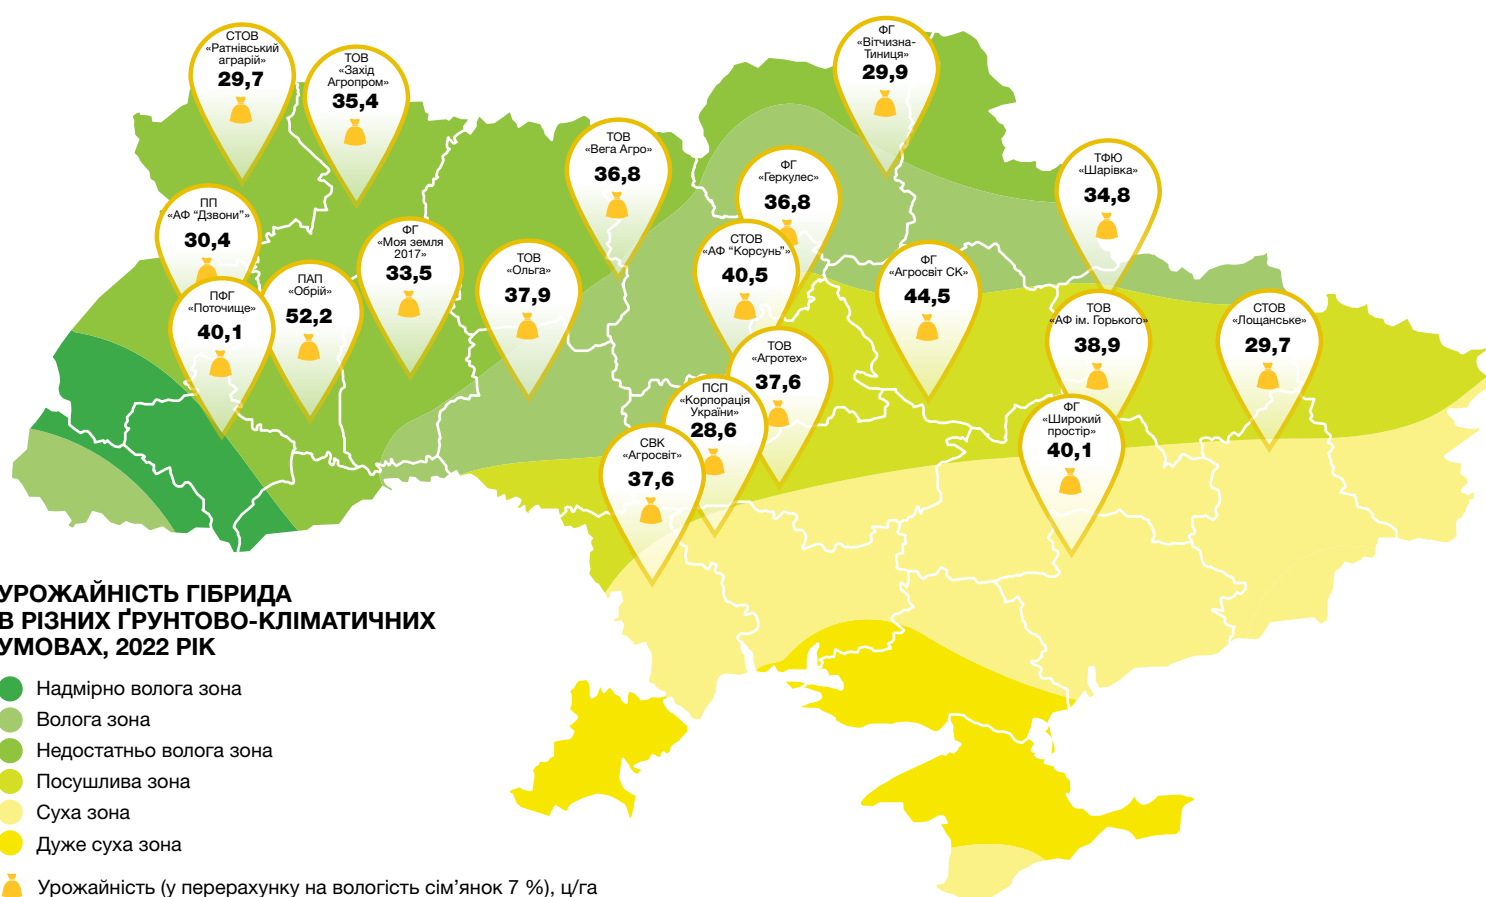 СТОВ
«Ратнівський
аграрій»
29,7
ТОВ
«Захід
Агропром»
35,4
ФГ
«Вітчизна-
Тиниця»
29,9
ТОВ
«Вега Агро»
36,8
ФГ
«Геркулес»
36,8
ТФЮ
«Шарівка»
34,8
ПП
«АФ “Дзвони”»
30,4
ФГ
«Моя земля
2017»
33,5
ТОВ
«Ольга»
37,9
СТОВ
«АФ “Корсунь”»
40,5
ФГ
«Агросвіт СК»
44,5
ПФГ
«Поточище»
40,1
ПАП
«Обрій»
52,2
ТОВ
«АФ ім. Горького»
38,9
СТОВ
«Лощанське»
29,7
ТОВ
«Агротех»
37,6
ПСП
«Корпорація
України»
28,6
ФГ
«Широкий
простір»
40,1
СВК
«Агросвіт»
37,6
УРОЖАЙНІСТЬ ГІБРИДА
В РІЗНИХ ҐРУНТОВО-КЛІМАТИЧНИХ
УМОВАХ, 2022 РІК
Надмірно волога зона
Волога зона
Недостатньо волога зона
Посушлива зона
Суха зона
Дуже суха зона
Урожайність (у перерахунку на вологість сім’янок 7 %), ц/га